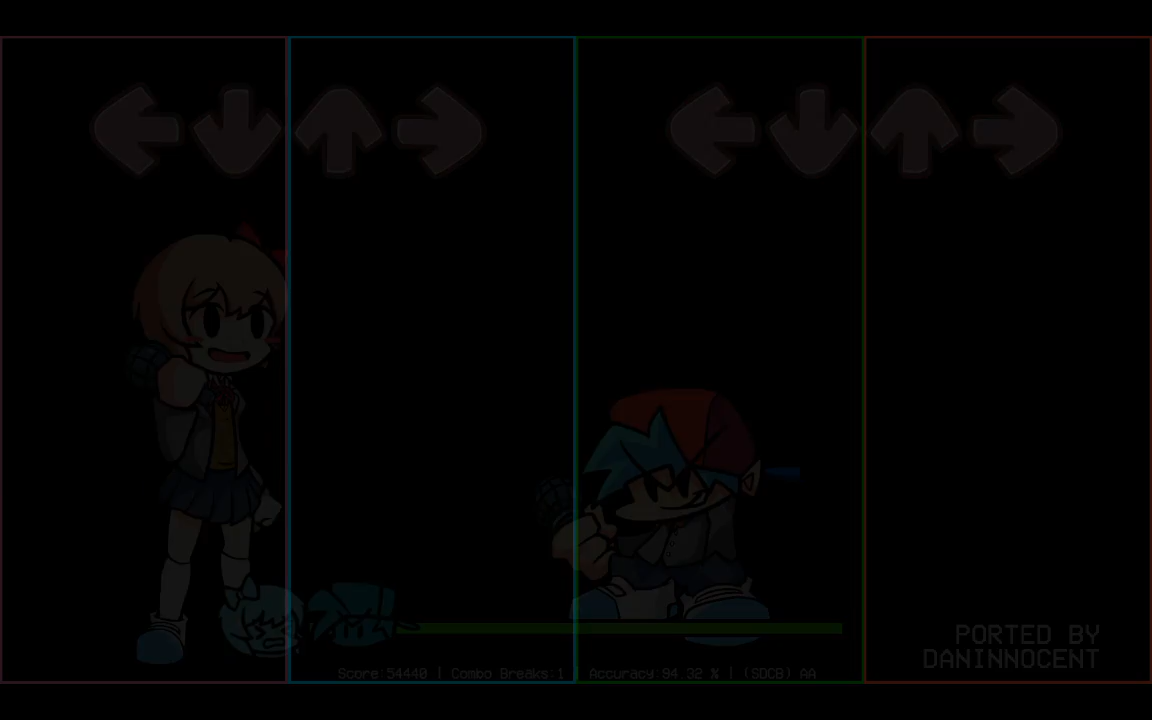 PORTED BY
DANINNOCENT
Score:54440 | Combo Breaks:1 | Accuracy:94.32 % | (SDCB) AA